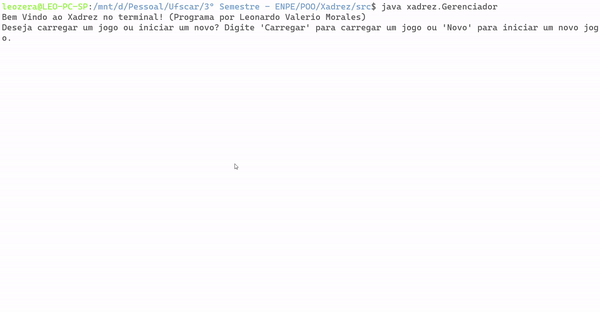 leozera@LEO-PC-SP:/mnt/d/Pessoal/Ufscar/3° Semestre - ENPE/POO/Xadrez/src$ java xadrez.Gerenciador
Bem Vindo ao Xadrez no terminal! (Programa por Leonardo Valerio Morales)
Deseja carregar um jogo ou iniciar um novo? Digite 'Carregar' para carregar um jogo ou 'Novo' para iniciar um novo jog
o.